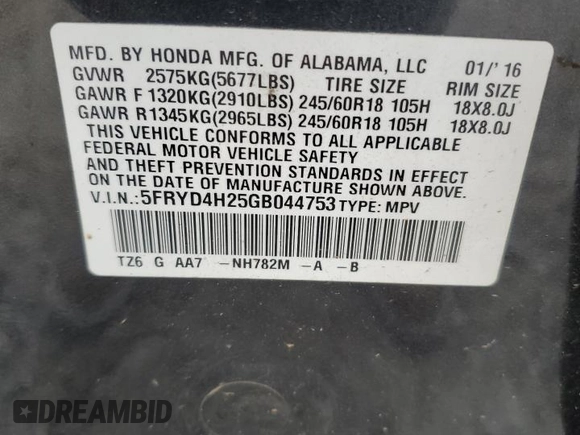 MFD. BY HONDA MFG. OF ALABAMA, LLC 01/'16
GVWR 2575KG(5677LBS) TIRE SIZE RIM SIZE
GAWR F 1320KG(2910LBS) 245/60R18 105H 18X8.0J
GAWR R 1345KG(2965LBS) 245/60R18 105H 18X8.0J
THIS VEHICLE CONFORMS TO ALL APPLICABLE
FEDERAL MOTOR VEHICLE SAFETY
AND THEFT PREVENTION STANDARDS IN EFFECT
ON THE DATE OF MANUFACTURE SHOWN ABOVE.
V.I.N.: 5FRYD4H25GB044753 TYPE: MPV
TZ6 G AA7 -NH782M -A -B
DREAMBID